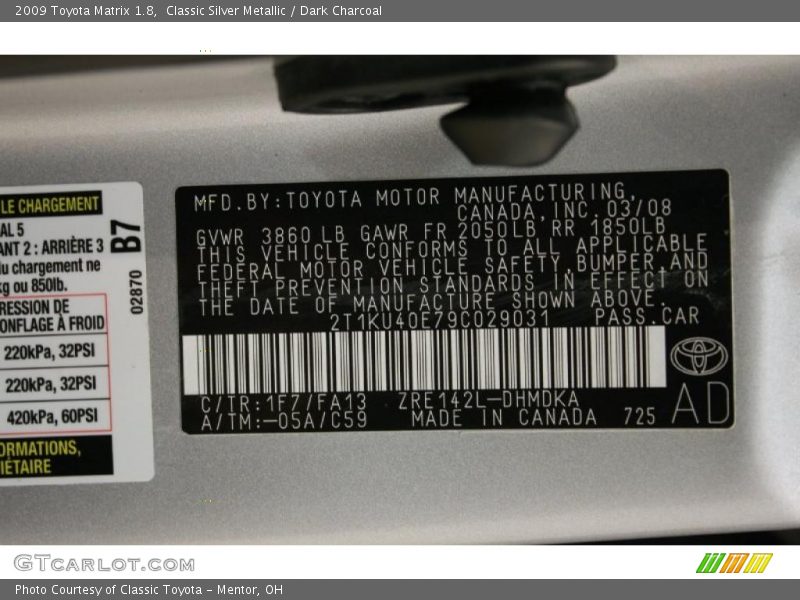 2009 Toyota Matrix 1.8,  Classic Silver Metallic / Dark Charcoal
LE CHARGEMENT
AL 5
ANT 2 : ARRIÈRE 3
du chargement ne
kg ou 850lb.
RESSION DE
ONFLAGE À FROID
220kPa, 32PSI
220kPa, 32PSI
420kPa, 60PSI
ORMATIONS,
IÉTAIRE
B7
02870
MFD.BY:TOYOTA MOTOR MANUFACTURING,
CANADA,INC.03/08
GVWR 3860LB GAWR FR 2050LB,RR 1850LB
THIS VEHICLE CONFORMS TO ALL APPLICABLE
FEDERAL MOTOR VEHICLE SAFETY,BUMPER,AND
THEFT PREVENTION STANDARDS IN EFFECT ON
THE DATE OF MANUFACTURE SHOWN ABOVE.
2T1KU40E79C029031 PASS.CAR
C/TR:1F7/FA13 ZRE142L-DHMDKA
A/TM:-05A/C59 MADE IN CANADA 725
AD
GTCARLOT.COM
Photo Courtesy of Classic Toyota - Mentor, OH